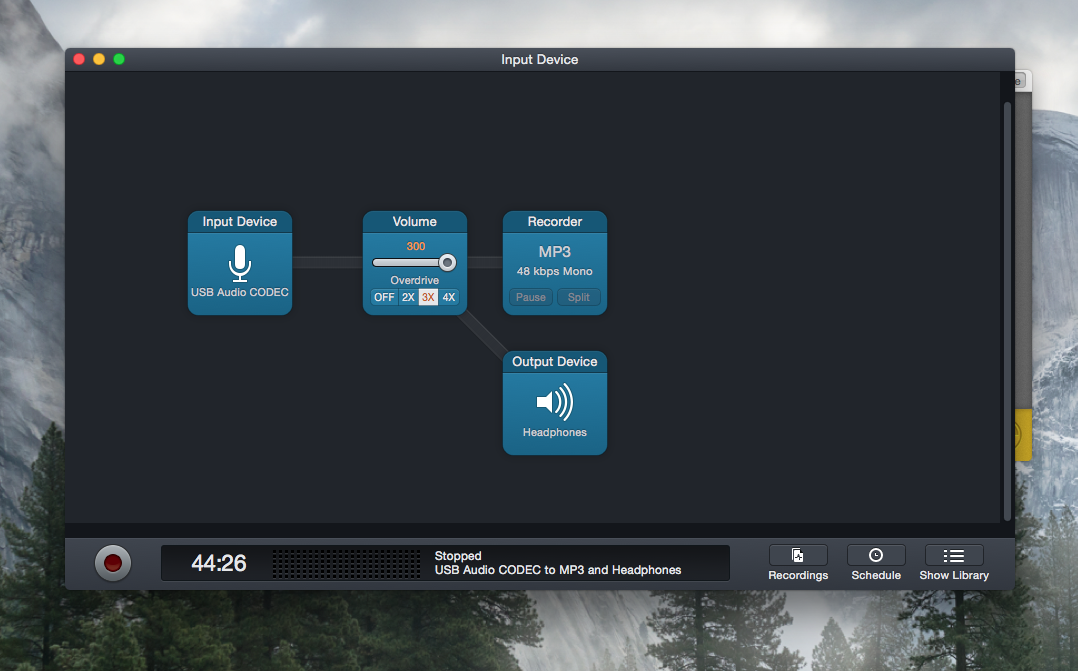 Input Device
Input Device
USB Audio CODEC
Volume
300
Overdrive
OFF 2X 3X 4X
Recorder
MP3
48 kbps Mono
Pause Split
Output Device
Headphones
44:26
Stopped
USB Audio CODEC to MP3 and Headphones
Recordings
Schedule
Show Library